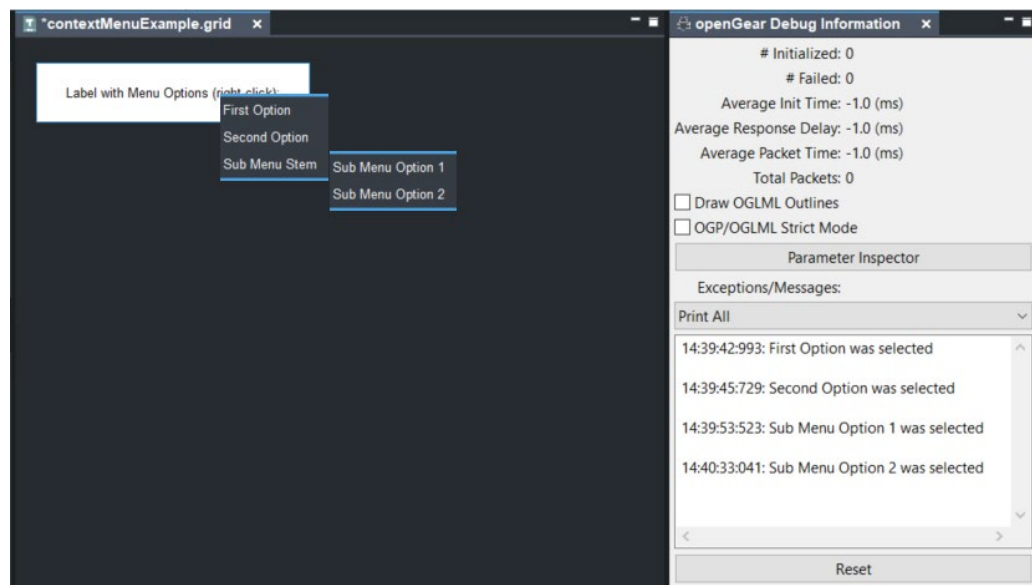 *contextMenuExample.grid
Label with Menu Options (right-click):
First Option
Second Option
Sub Menu Stem
Sub Menu Option 1
Sub Menu Option 2
openGear Debug Information
# Initialized: 0
# Failed: 0
Average Init Time: -1.0 (ms)
Average Response Delay: -1.0 (ms)
Average Packet Time: -1.0 (ms)
Total Packets: 0
Draw OGLML Outlines
OGP/OGLML Strict Mode
Parameter Inspector
Exceptions/Messages:
Print All
14:39:42:993: First Option was selected
14:39:45:729: Second Option was selected
14:39:53:523: Sub Menu Option 1 was selected
14:40:33:041: Sub Menu Option 2 was selected
Reset